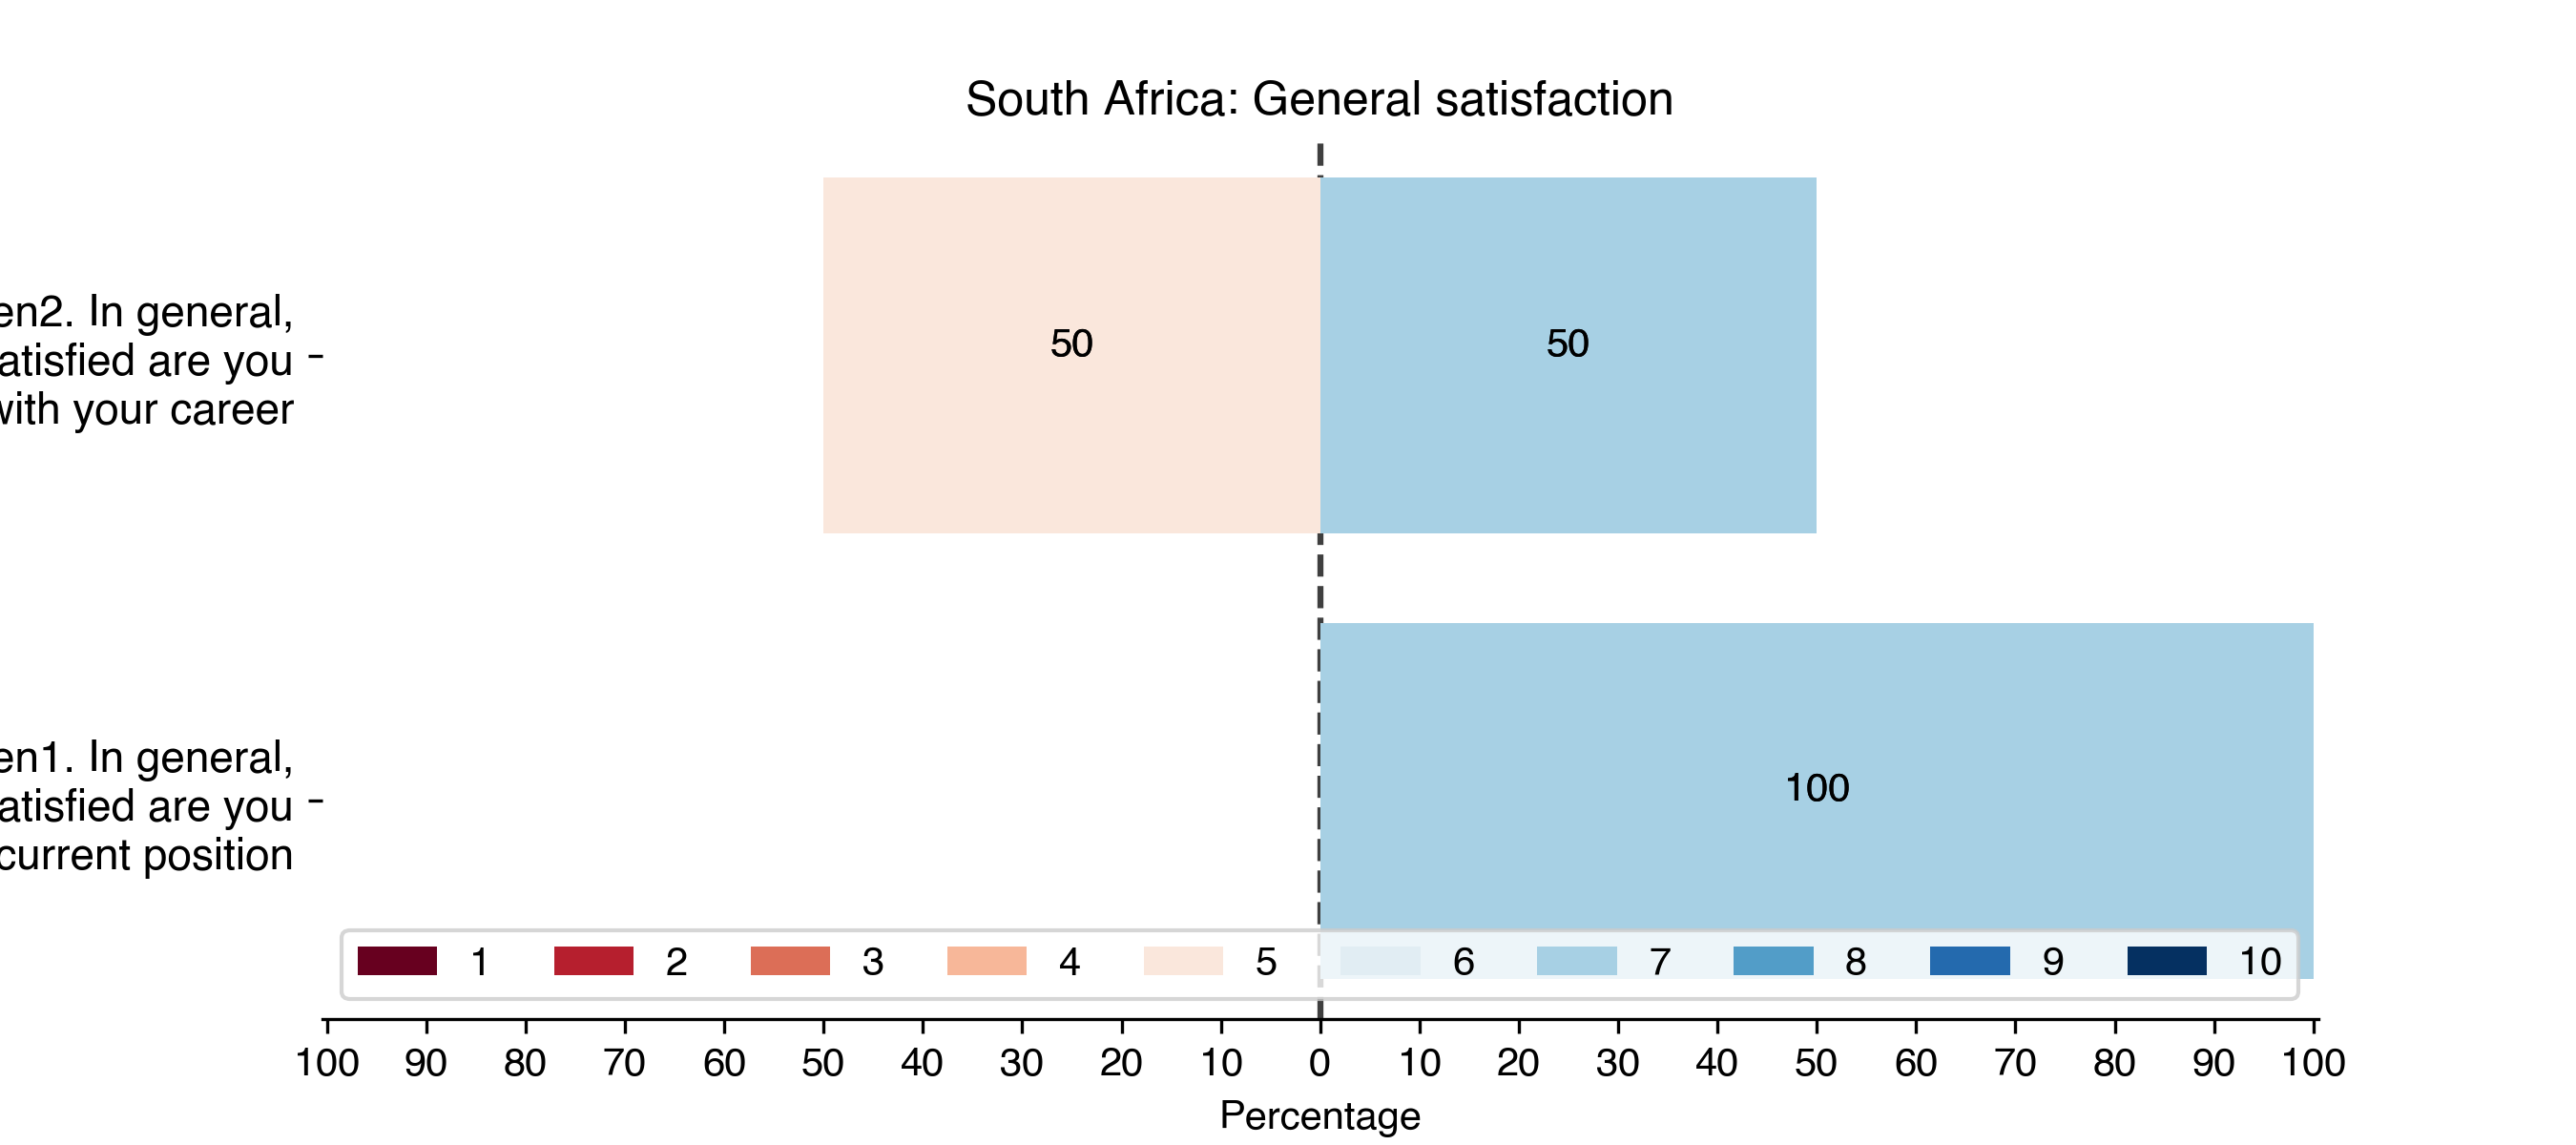 South Africa: General satisfaction
en2. In general,
atisfied are you
with your career
50 50
en1. In general,
atisfied are you
current position
100
1 2 3 4 5 6 7 8 9 10
100 90 80 70 60 50 40 30 20 10 0 10 20 30 40 50 60 70 80 90 100
Percentage